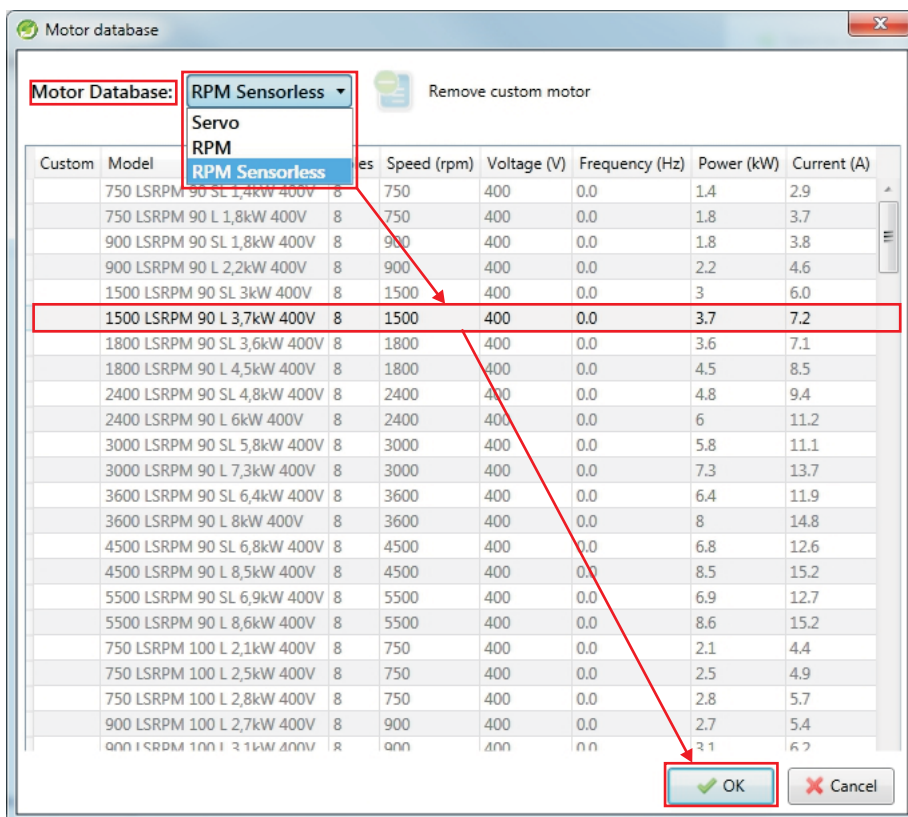 Motor database
Motor Database: RPM Sensorless Remove custom motor
Servo
RPM
RPM Sensorless
Custom Model es Speed (rpm) Voltage (V) Frequency (Hz) Power (kW) Current (A)
750 LSRPM 90 SL 1,4kW 400V 8 750 400 0.0 1.4 2.9
750 LSRPM 90 L 1,8kW 400V 8 750 400 0.0 1.8 3.7
900 LSRPM 90 SL 1,8kW 400V 8 900 400 0.0 1.8 3.8
900 LSRPM 90 L 2,2kW 400V 8 900 400 0.0 2.2 4.6
1500 LSRPM 90 SL 3kW 400V 8 1500 400 0.0 3 6.0
1500 LSRPM 90 L 3,7kW 400V 8 1500 400 0.0 3.7 7.2
1800 LSRPM 90 SL 3,6kW 400V 8 1800 400 0.0 3.6 7.1
1800 LSRPM 90 L 4,5kW 400V 8 1800 400 0.0 4.5 8.5
2400 LSRPM 90 SL 4,8kW 400V 8 2400 400 0.0 4.8 9.4
2400 LSRPM 90 L 6kW 400V 8 2400 400 0.0 6 11.2
3000 LSRPM 90 SL 5,8kW 400V 8 3000 400 0.0 5.8 11.1
3000 LSRPM 90 L 7,3kW 400V 8 3000 400 0.0 7.3 13.7
3600 LSRPM 90 SL 6,4kW 400V 8 3600 400 0.0 6.4 11.9
3600 LSRPM 90 L 8kW 400V 8 3600 400 0.0 8 14.8
4500 LSRPM 90 SL 6,8kW 400V 8 4500 400 0.0 6.8 12.6
4500 LSRPM 90 L 8,5kW 400V 8 4500 400 0.0 8.5 15.2
5500 LSRPM 90 SL 6,9kW 400V 8 5500 400 0.0 6.9 12.7
5500 LSRPM 90 L 8,6kW 400V 8 5500 400 0.0 8.6 15.2
750 LSRPM 100 L 2,1kW 400V 8 750 400 0.0 2.1 4.4
750 LSRPM 100 L 2,5kW 400V 8 750 400 0.0 2.5 4.9
750 LSRPM 100 L 2,8kW 400V 8 750 400 0.0 2.8 5.7
900 LSRPM 100 L 2,7kW 400V 8 900 400 0.0 2.7 5.4
900 LSRPM 100 L 3,1kW 400V 8 900 400 0.0 3.1 6.2
OK Cancel